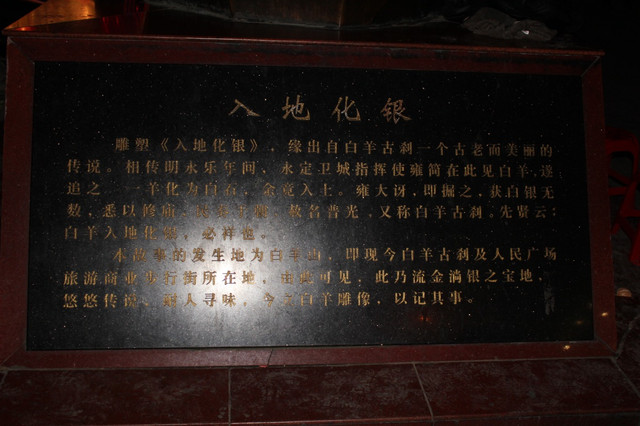 入地化银
雕塑《入地化银》，缘出自白羊古刹一个古老而美丽的
传说。相传明永乐年间、永定卫城指挥使雍简在此见白羊、遂
追之，一羊化为白石，金竞入土。雍大讶，即掘之，获白银无
数，悉以修庙、故名普光、又称白羊古刹。先贤云：
白羊入地化银，必祥也。
本故事的发生地为白羊山，即现今白羊古刹及人民广场
旅游商业步行街所在地，由此可见，此乃流金淌银之宝地，
悠悠传说、耐人寻味，今立白羊雕像，以记其事。